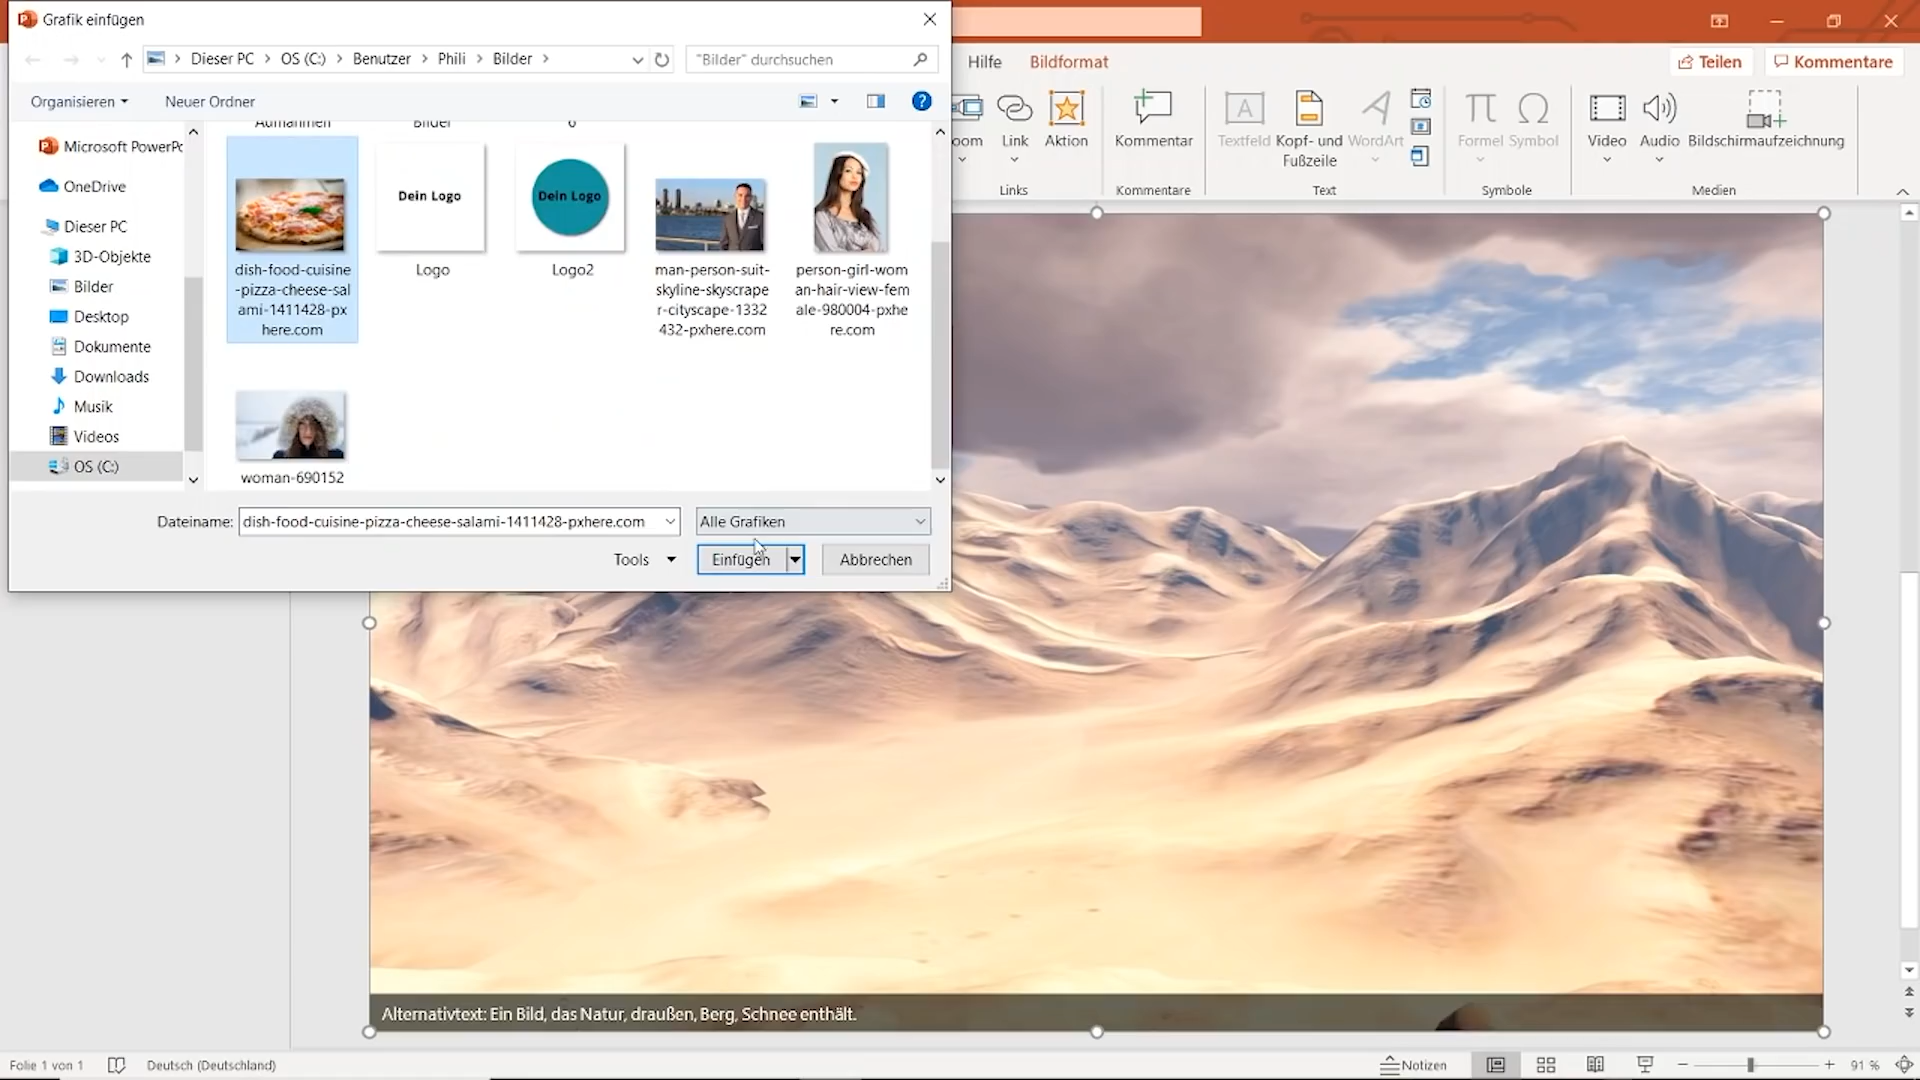 Grafik einfügen
Dieser PC
OS (C:)
Benutzer
Phili
Bilder
"Bilder" durchsuchen
Hilfe
Bildformat
Teilen
Kommentare
Organisieren
Neuer Ordner
Aufnahmen
Bilder
Microsoft PowerPo
OneDrive
Dieser PC
3D-Objekte
Bilder
Desktop
Dokumente
Downloads
Musik
Videos
OS (C:)
Dein Logo
Dein Logo
dish-food-cuisine
-pizza-cheese-sal
ami-1411428-px
here.com
Logo
Logo2
man-person-suit-
skyline-skyscrape
r-cityscape-1332
432-pxhere.com
person-girl-wom
an-hair-view-fem
ale-980004-pxhe
re.com
woman-690152
Dateiname:
dish-food-cuisine-pizza-cheese-salami-1411428-pxhere.com
Alle Grafiken
Tools
Einfügen
Abbrechen
oom
Link
Aktion
Kommentar
Textfeld
Kopf- und
Fußzeile
WordArt
Formel
Symbol
Video
Audio
Bildschirmaufzeichnung
Links
Kommentare
Text
Symbole
Medien
Alternativtext: Ein Bild, das Natur, draußen, Berg, Schnee enthält.
Folie 1 von 1
Deutsch (Deutschland)
Notizen
91 %